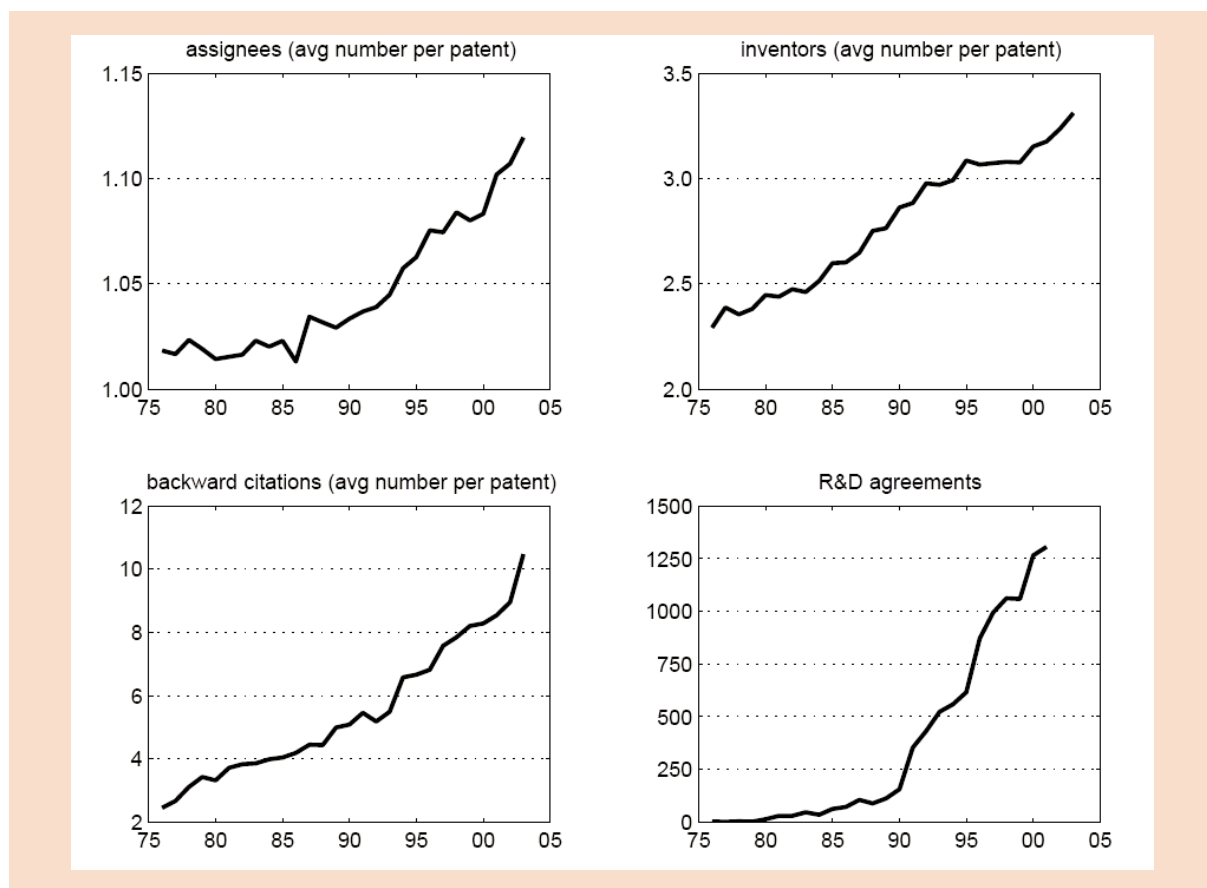 assignees (avg number per patent)
1.15
1.10
1.05
1.00
75 80 85 90 95 00 05
inventors (avg number per patent)
3.5
3.0
2.5
2.0
75 80 85 90 95 00 05
backward citations (avg number per patent)
12
10
8
6
4
2
75 80 85 90 95 00 05
R&D agreements
1500
1250
1000
750
500
250
0
75 80 85 90 95 00 05